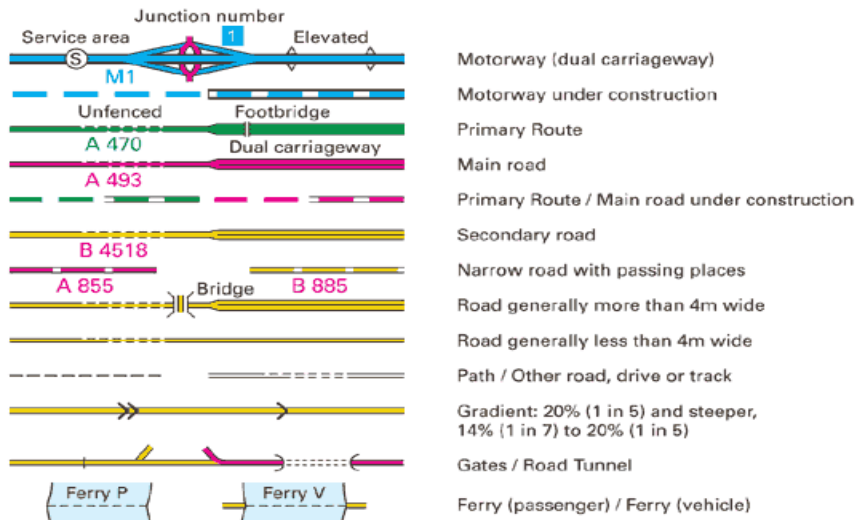 Junction number
Service area
1
Elevated
S
M1
Motorway (dual carriageway)
Motorway under construction
Unfenced
Footbridge
Primary Route
A 470
Dual carriageway
Main road
A 493
Primary Route / Main road under construction
Secondary road
B 4518
Narrow road with passing places
A 855
Bridge
B 885
Road generally more than 4m wide
Road generally less than 4m wide
Path / Other road, drive or track
Gradient: 20% (1 in 5) and steeper,
14% (1 in 7) to 20% (1 in 5)
Gates / Road Tunnel
Ferry P
Ferry V
Ferry (passenger) / Ferry (vehicle)